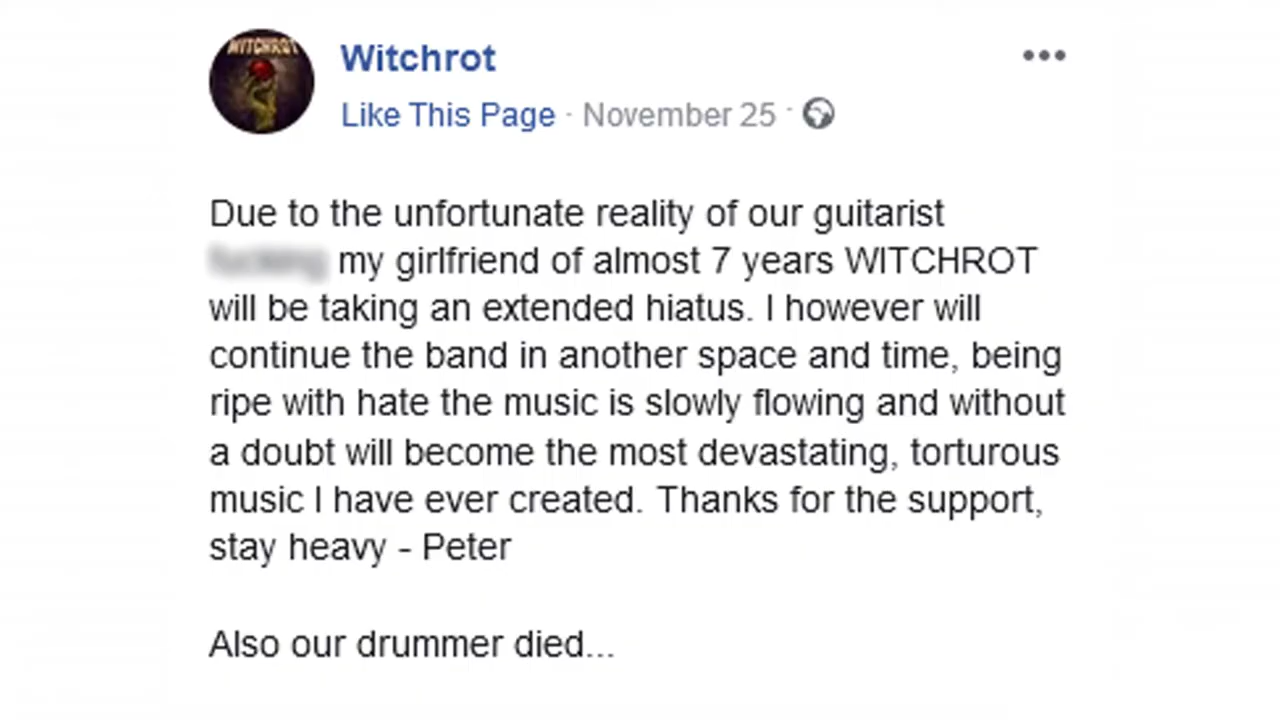 WITCHROT
Witchrot
Like This Page · November 25 ·
Due to the unfortunate reality of our guitarist
my girlfriend of almost 7 years WITCHROT
will be taking an extended hiatus. I however will
continue the band in another space and time, being
ripe with hate the music is slowly flowing and without
a doubt will become the most devastating, torturous
music I have ever created. Thanks for the support,
stay heavy - Peter
Also our drummer died...